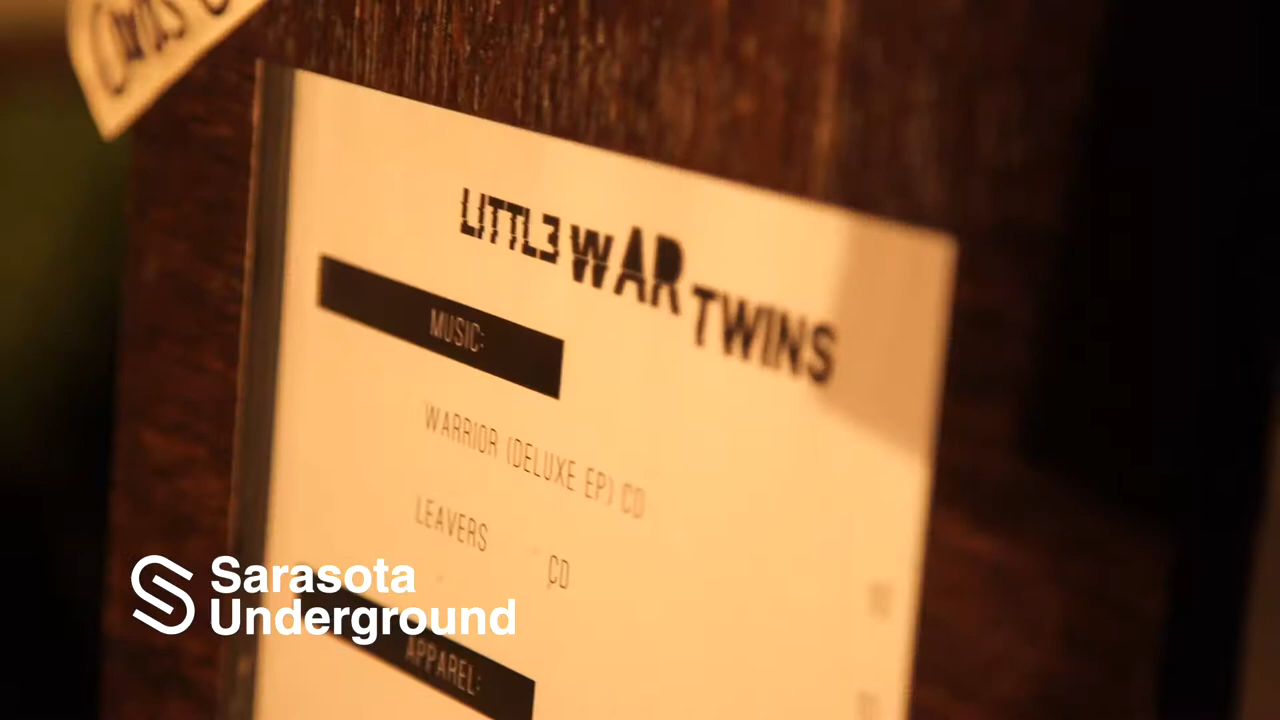 LITTL3 WAR TWINS
MUSIC:
WARRIOR (DELUXE EP) CD
LEAVERS CD
APPAREL:
Sarasota
Underground